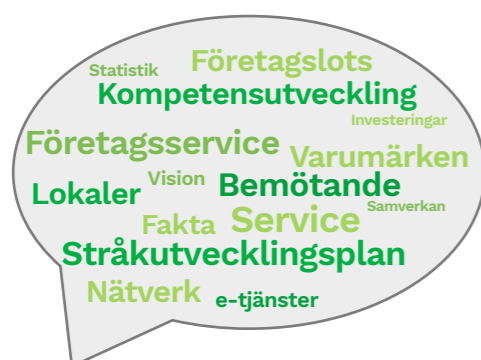 Företagslots
Statistik
Kompetensutveckling
Investeringar
Företagsservice
Varumärken
Vision
Bemötande
Lokaler
Samverkan
Fakta
Service
Stråkutvecklingsplan
Nätverk
e-tjänster